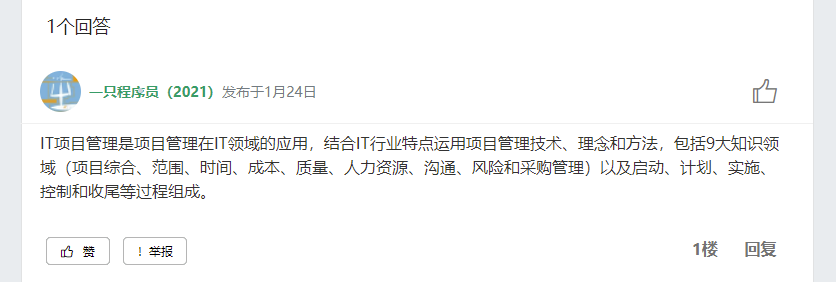 1个回答
一只程序员（2021）发布于1月24日
IT项目管理是项目管理在IT领域的应用，结合IT行业特点运用项目管理技术、理念和方法，包括9大知识领
域（项目综合、范围、时间、成本、质量、人力资源、沟通、风险和采购管理）以及启动、计划、实施、
控制和收尾等过程组成。
赞 ！举报 1楼 回复